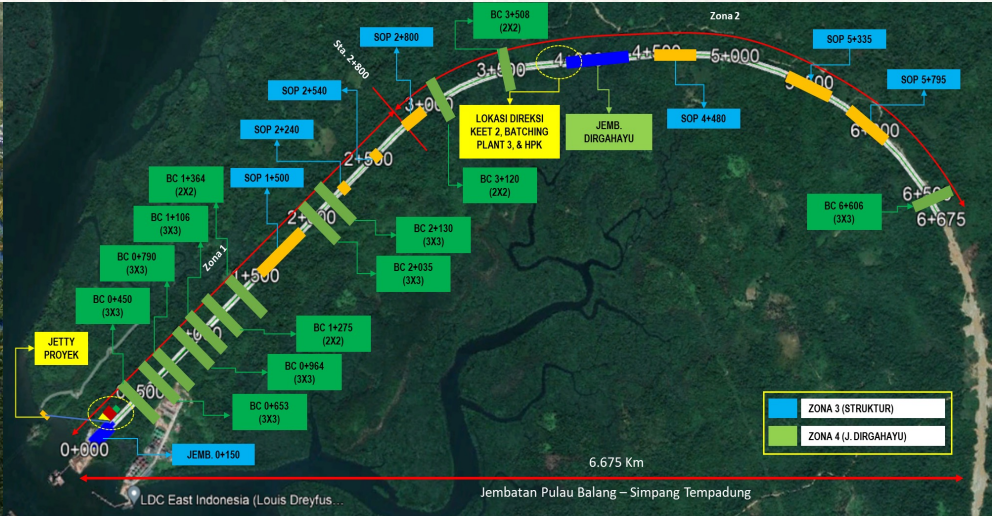 BC 3+508
(2X2)
Zona 2
SOP 2+800
SOP 5+335
Sta. 2+800
3+500
4+500
5+000
SOP 2+540
SOP 5+795
3+000
LOKASI DIREKSI
KEET 2, BATCHING
PLANT 3, & HPK
JEMB.
DIRGAHAYU
SOP 4+480
SOP 2+240
6+000
2+500
BC 1+364
(2X2)
SOP 1+500
BC 3+120
(2X2)
BC 6+606
(3X3)
6+675
BC 1+106
(3X3)
BC 2+130
(3X3)
Zona 1
BC 0+790
(3X3)
BC 2+035
(3X3)
1+500
BC 0+450
(3X3)
BC 1+275
(2X2)
JETTY
PROYEK
BC 0+964
(3X3)
BC 0+653
(3X3)
0+000
JEMB. 0+150
ZONA 3 (STRUKTUR)
ZONA 4 (J. DIRGAHAYU)
6.675 Km
Jembatan Pulau Balang – Simpang Tempadung
LDC East Indonesia (Louis Dreyfus...